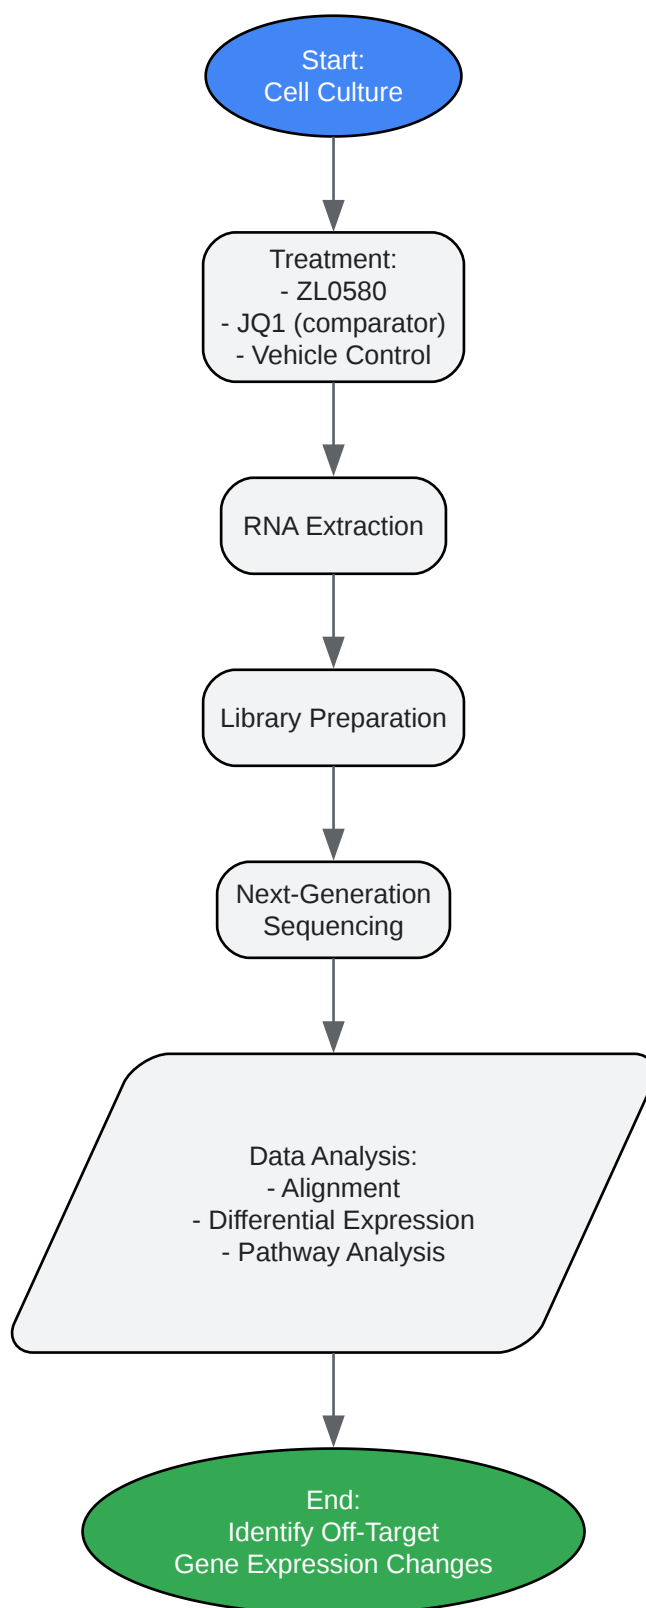 Start:
Cell Culture
Treatment:
- ZL0580
- JQ1 (comparator)
- Vehicle Control
RNA Extraction
Library Preparation
Next-Generation
Sequencing
Data Analysis:
- Alignment
- Differential Expression
- Pathway Analysis
End:
Identify Off-Target
Gene Expression Changes